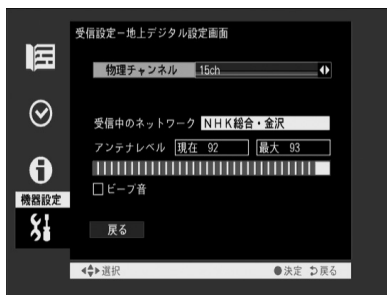 受信設定－地上デジタル設定画面
物理チャンネル 15ch
受信中のネットワーク NHK総合・金沢
アンテナレベル 現在 92 最大 93
ビープ音
機器設定
戻る
選択 決定 戻る